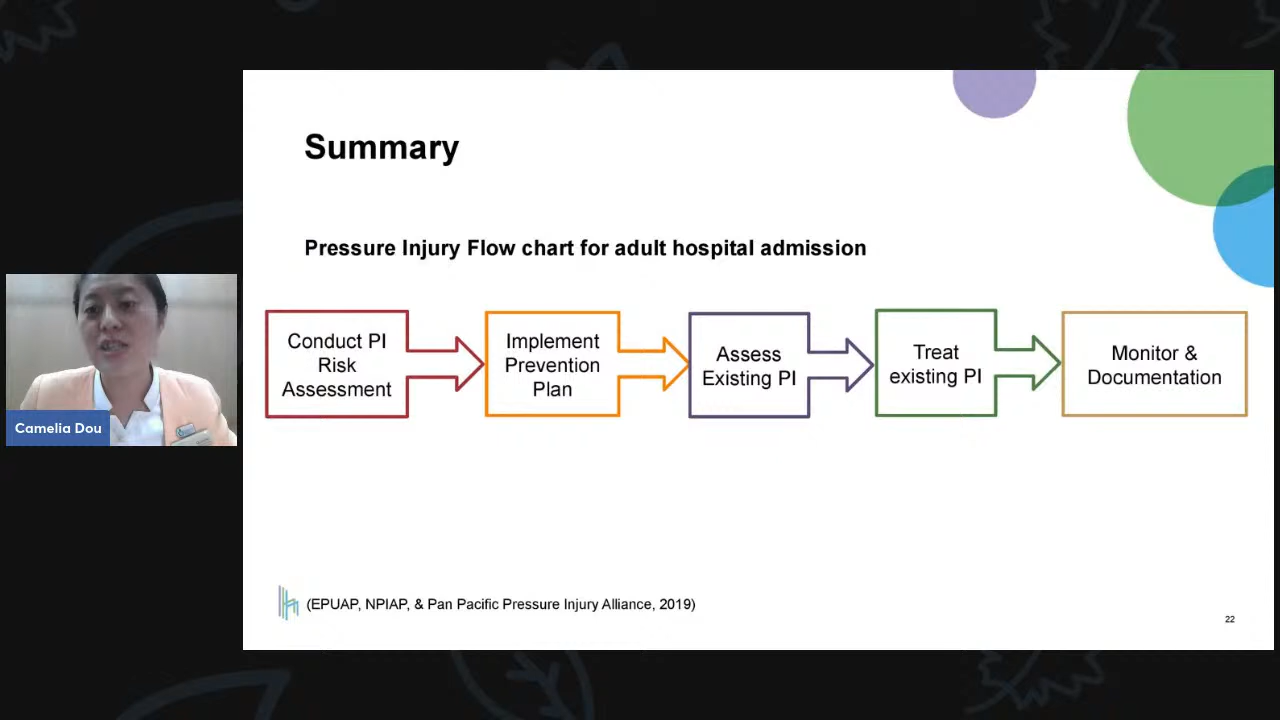 Summary
Pressure Injury Flow chart for adult hospital admission
Conduct PI
Risk
Assessment
Implement
Prevention
Plan
Assess
Existing PI
Treat
existing PI
Monitor &
Documentation
Camelia Dou
(EPUAP, NPIAP, & Pan Pacific Pressure Injury Alliance, 2019)
22